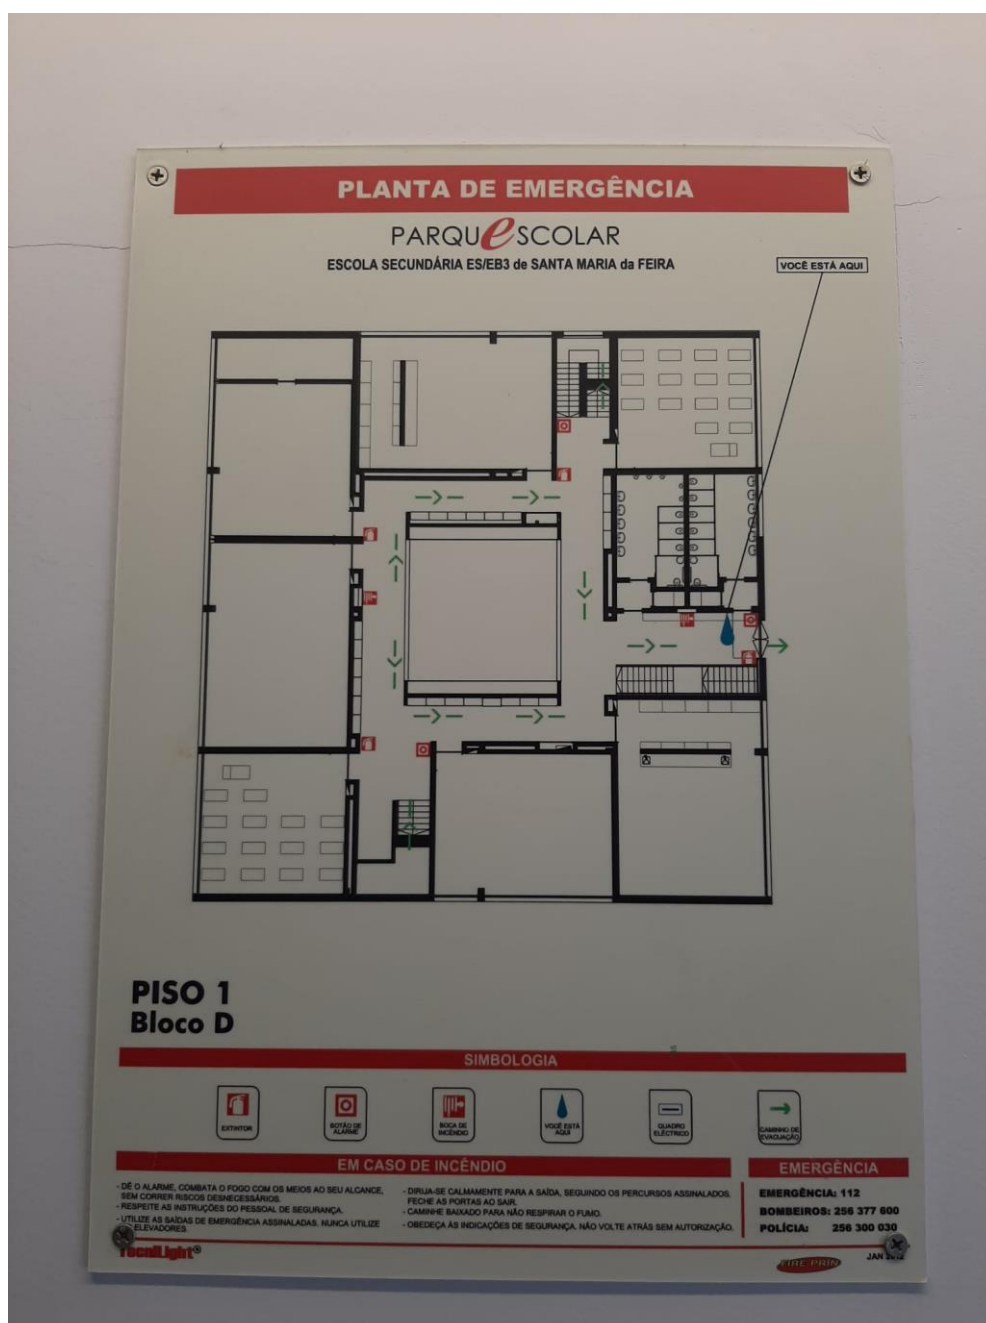 PLANTA DE EMERGÊNCIA
PARQUeSCOLAR
ESCOLA SECUNDÁRIA ES/EB3 de SANTA MARIA da FEIRA
VOCÊ ESTÁ AQUI
PISO 1
Bloco D
SIMBOLOGIA
EXTINTOR
BOTÃO DE
ALARME
BOCA DE
INCÊNDIO
VOCÊ ESTÁ
AQUI
QUADRO
ELÉCTRICO
CAMINHO DE
EVACUAÇÃO
EM CASO DE INCÊNDIO
- DÊ O ALARME, COMBATA O FOGO COM OS MEIOS AO SEU ALCANCE,
SEM CORRER RISCOS DESNECESSÁRIOS.
- RESPEITE AS INSTRUÇÕES DO PESSOAL DE SEGURANÇA.
- UTILIZE AS SAÍDAS DE EMERGÊNCIA ASSINALADAS. NUNCA UTILIZE
ELEVADORES.
- DIRIJA-SE CALMAMENTE PARA A SAÍDA, SEGUINDO OS PERCURSOS ASSINALADOS.
FECHE AS PORTAS AO SAIR.
- CAMINHE BAIXADO PARA NÃO RESPIRAR O FUMO.
- OBEDEÇA ÀS INDICAÇÕES DE SEGURANÇA. NÃO VOLTE ATRÁS SEM AUTORIZAÇÃO.
EMERGÊNCIA
EMERGÊNCIA: 112
BOMBEIROS: 256 377 600
POLÍCIA: 256 300 030
TecniLight®
FIRE PRIN
JAN